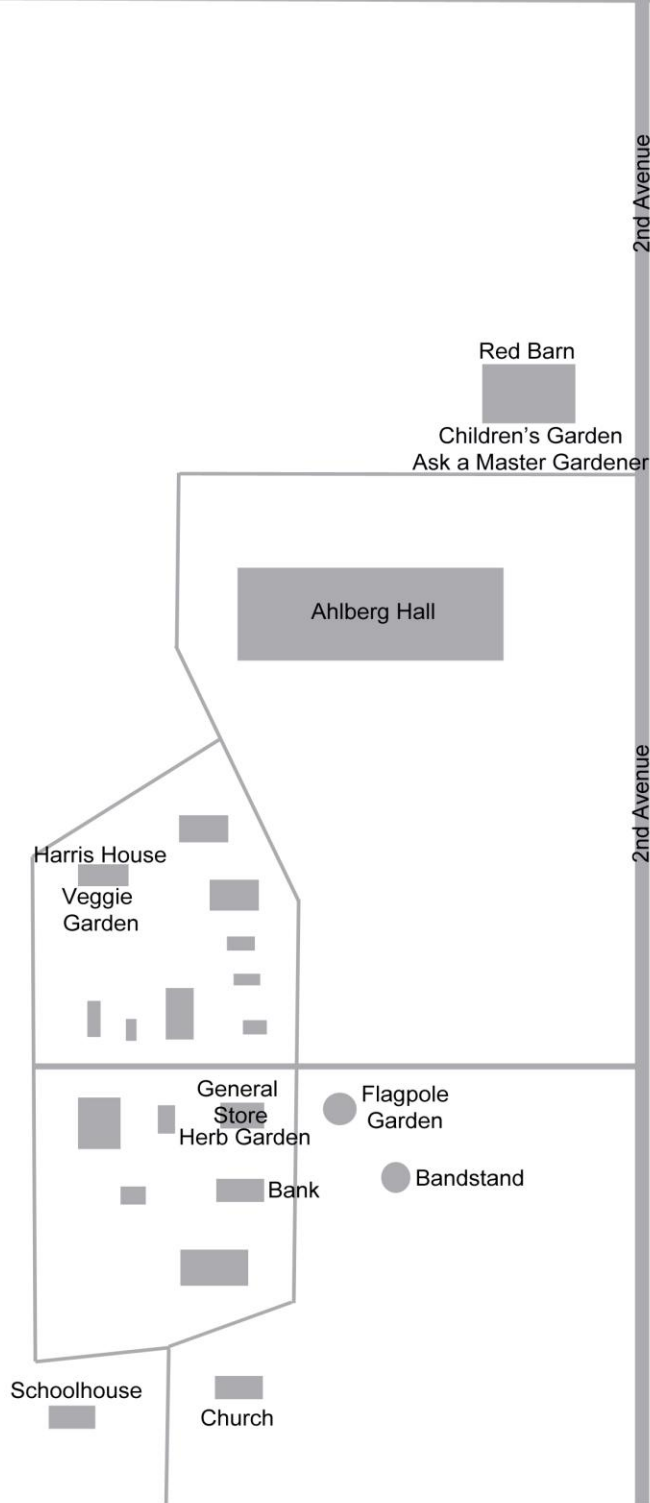 2nd Avenue
Red Barn
Children's Garden
Ask a Master Gardener
Ahlberg Hall
2nd Avenue
Harris House
Veggie
Garden
General
Store
Herb Garden
Flagpole
Garden
Bandstand
Bank
Schoolhouse
Church